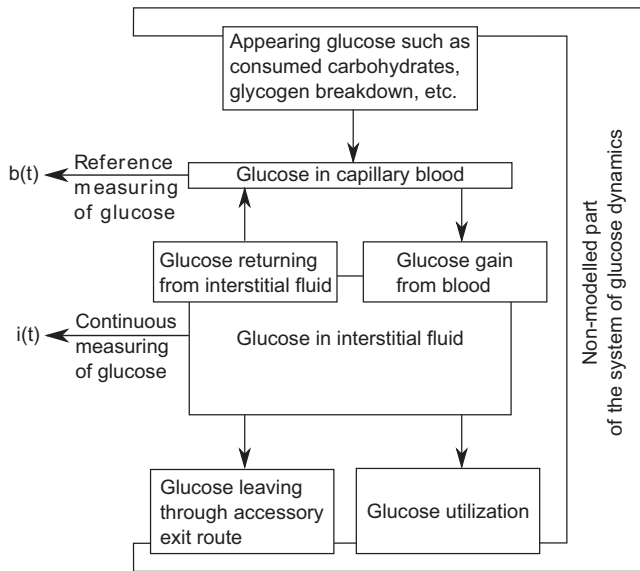 Appearing glucose such as
consumed carbohydrates,
glycogen breakdown, etc.
b(t)
Reference
measuring
of glucose
Glucose in capillary blood
Glucose returning
from interstitial fluid
Glucose gain
from blood
i(t)
Continuous
measuring
of glucose
Glucose in interstitial fluid
Glucose leaving
through accessory
exit route
Glucose utilization
Non-modelled part
of the system of glucose dynamics